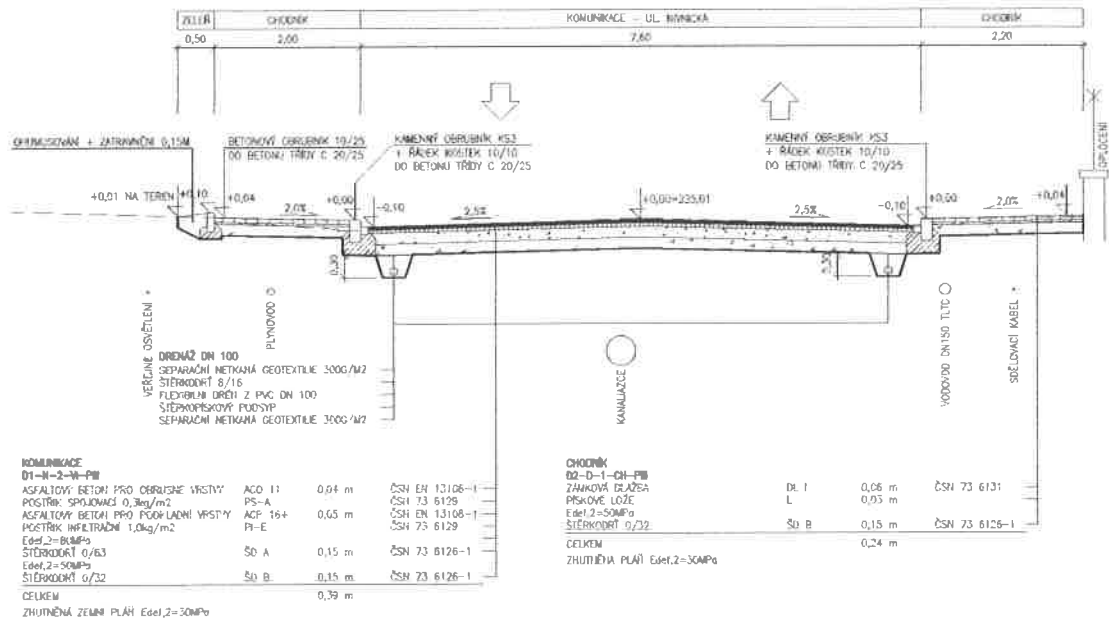 ZELEŇ CHODNÍK KOMUNIKACE - UL. NIVNICKÁ CHODNÍK
0,50 2,00 7,60 2,20
OHUMUSOVÁNÍ + ZATRAVNĚNÍ 0,15M
BETONOVÝ OBRUBNÍK 10/25
DO BETONU TŘÍDY C 20/25
KAMENNÝ OBRUBNÍK KS3
+ ŘÁDEK KOSTEK 10/10
DO BETONU TŘÍDY C 20/25
KAMENNÝ OBRUBNÍK KS3
+ ŘÁDEK KOSTEK 10/10
DO BETONU TŘÍDY C 20/25
OPLOCENÍ
+0,01 NA TERÉN +0,10 +0,04 +0,00 -0,10 +0,00=235,61 -0,10 +0,00 +0,04
2,0% 2,5% 2,5% 2,0%
0,30 0,30
VEŘEJNÉ OSVĚTLENÍ
PLYNOVOD
KANALIAZCE
VODOVOD DN150 TLTC
SDĚLOVACÍ KABEL
DRENÁŽ DN 100
SEPARAČNÍ NETKANÁ GEOTEXTILIE 300G/M2
ŠTĚRKODRŤ 8/16
FLEXIBILNÍ DRÉN Z PVC DN 100
ŠTĚRKOPÍSKOVÝ PODSYP
SEPARAČNÍ NETKANÁ GEOTEXTILIE 300G/M2
KOMUNIKACE
D1-N-2-VI-PIII
ASFALTOVÝ BETON PRO OBRUSNÉ VRSTVY ACO 11 0,04 m ČSN EN 13108-1
POSTŘIK SPOJOVACÍ 0,3kg/m2 PS-A ČSN 73 6129
ASFALTOVÝ BETON PRO PODKLADNÍ VRSTVY ACP 16+ 0,05 m ČSN EN 13108-1
POSTŘIK INFILTRAČNÍ 1,0kg/m2 PI-E ČSN 73 6129
Edef,2=80MPa
ŠTĚRKODRŤ 0/63 ŠD A 0,15 m ČSN 73 6126-1
Edef,2=50MPa
ŠTĚRKODRŤ 0/32 ŠD B 0,15 m ČSN 73 6126-1
CELKEM 0,39 m
ZHUTNĚNÁ ZEMNÍ PLÁŇ Edef,2=30MPa
CHODNÍK
D2-D-1-CH-PIII
ZÁMKOVÁ DLAŽBA DL I 0,06 m ČSN 73 6131
PÍSKOVÉ LOŽE L 0,03 m
Edef,2=50MPa
ŠTĚRKODRŤ 0/32 ŠD B 0,15 m ČSN 73 6126-1
CELKEM 0,24 m
ZHUTNĚNÁ PLÁŇ Edef,2=30MPa